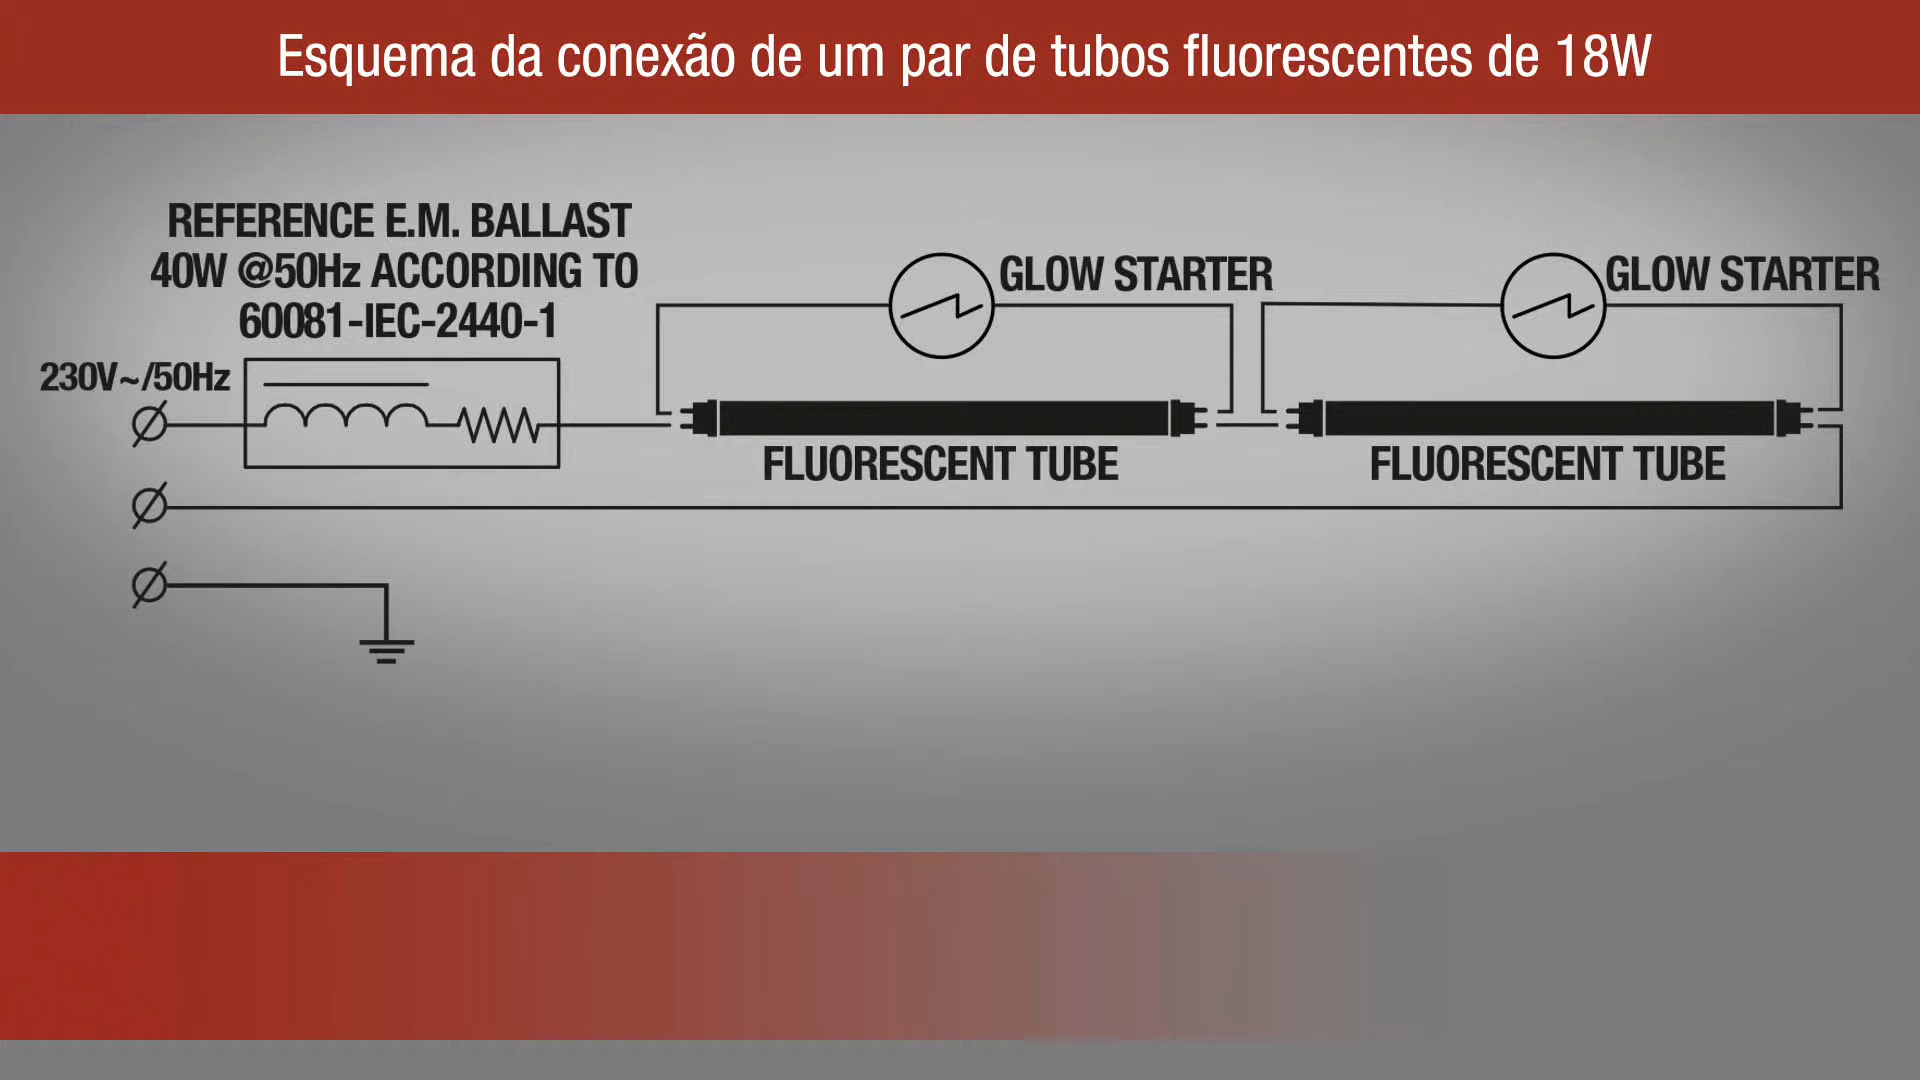 Esquema da conexão de um par de tubos fluorescentes de 18W
REFERENCE E.M. BALLAST
40W @50Hz ACCORDING TO
60081-IEC-2440-1
230V~/50Hz
GLOW STARTER
GLOW STARTER
FLUORESCENT TUBE
FLUORESCENT TUBE